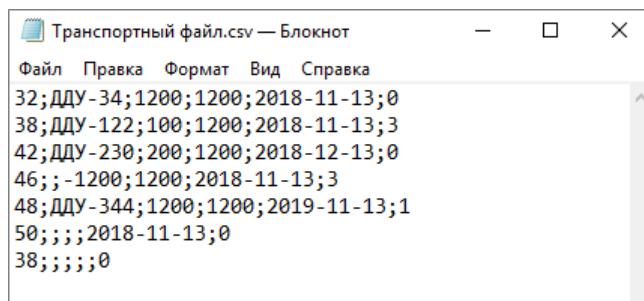 Транспортный файл.csv — Блокнот
Файл Правка Формат Вид Справка
32;ДДУ-34;1200;1200;2018-11-13;0
38;ДДУ-122;100;1200;2018-11-13;3
42;ДДУ-230;200;1200;2018-12-13;0
46;;-1200;1200;2018-11-13;3
48;ДДУ-344;1200;1200;2019-11-13;1
50;;;;2018-11-13;0
38;;;;;0